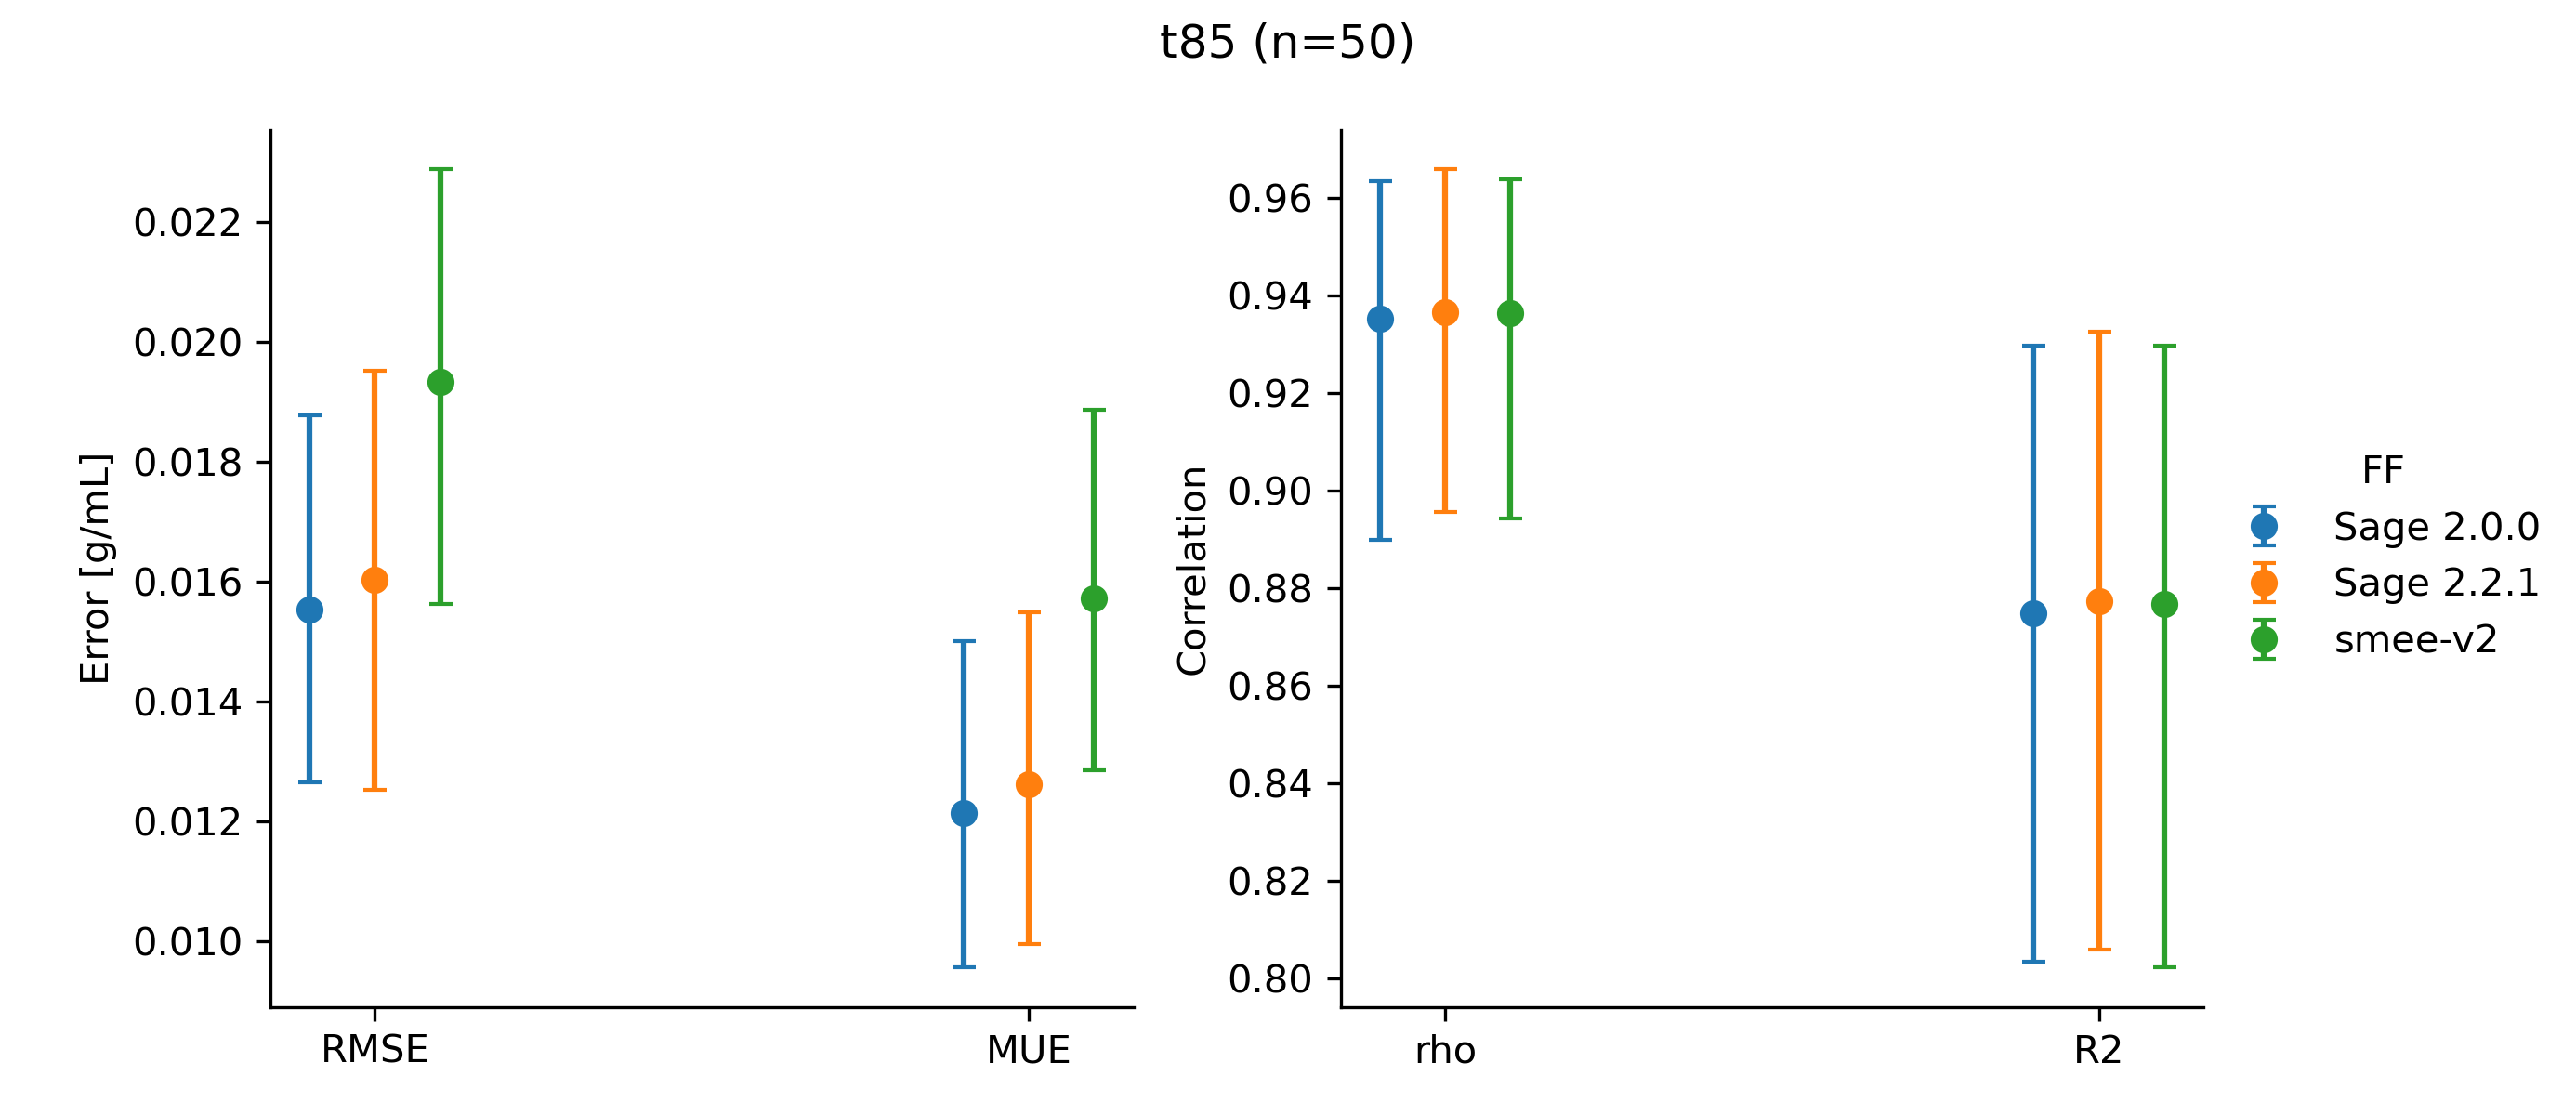 t85 (n=50)
Error [g/mL]
0.022
0.020
0.018
0.016
0.014
0.012
0.010
RMSE
MUE
Correlation
0.96
0.94
0.92
0.90
0.88
0.86
0.84
0.82
0.80
rho
R2
FF
Sage 2.0.0
Sage 2.2.1
smee-v2